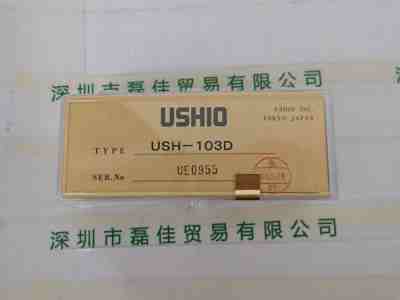 深圳市磊佳贸易有限公司
USHIO
USHIO Inc.
TOKYO JAPAN
TYPE USH-103D
SER.No UE0955
深圳市磊佳贸易有限公司